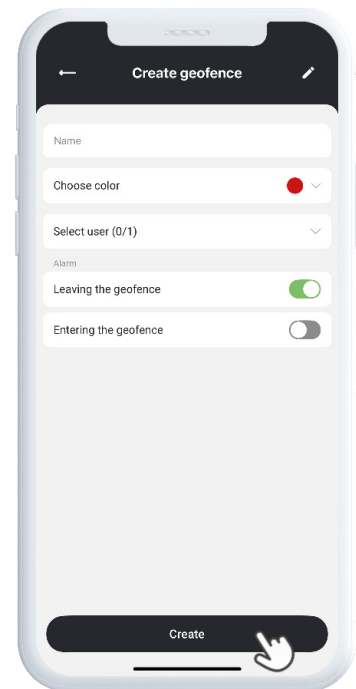 Create geofence
Name
Choose color
Select user (0/1)
Alarm
Leaving the geofence
Entering the geofence
Create